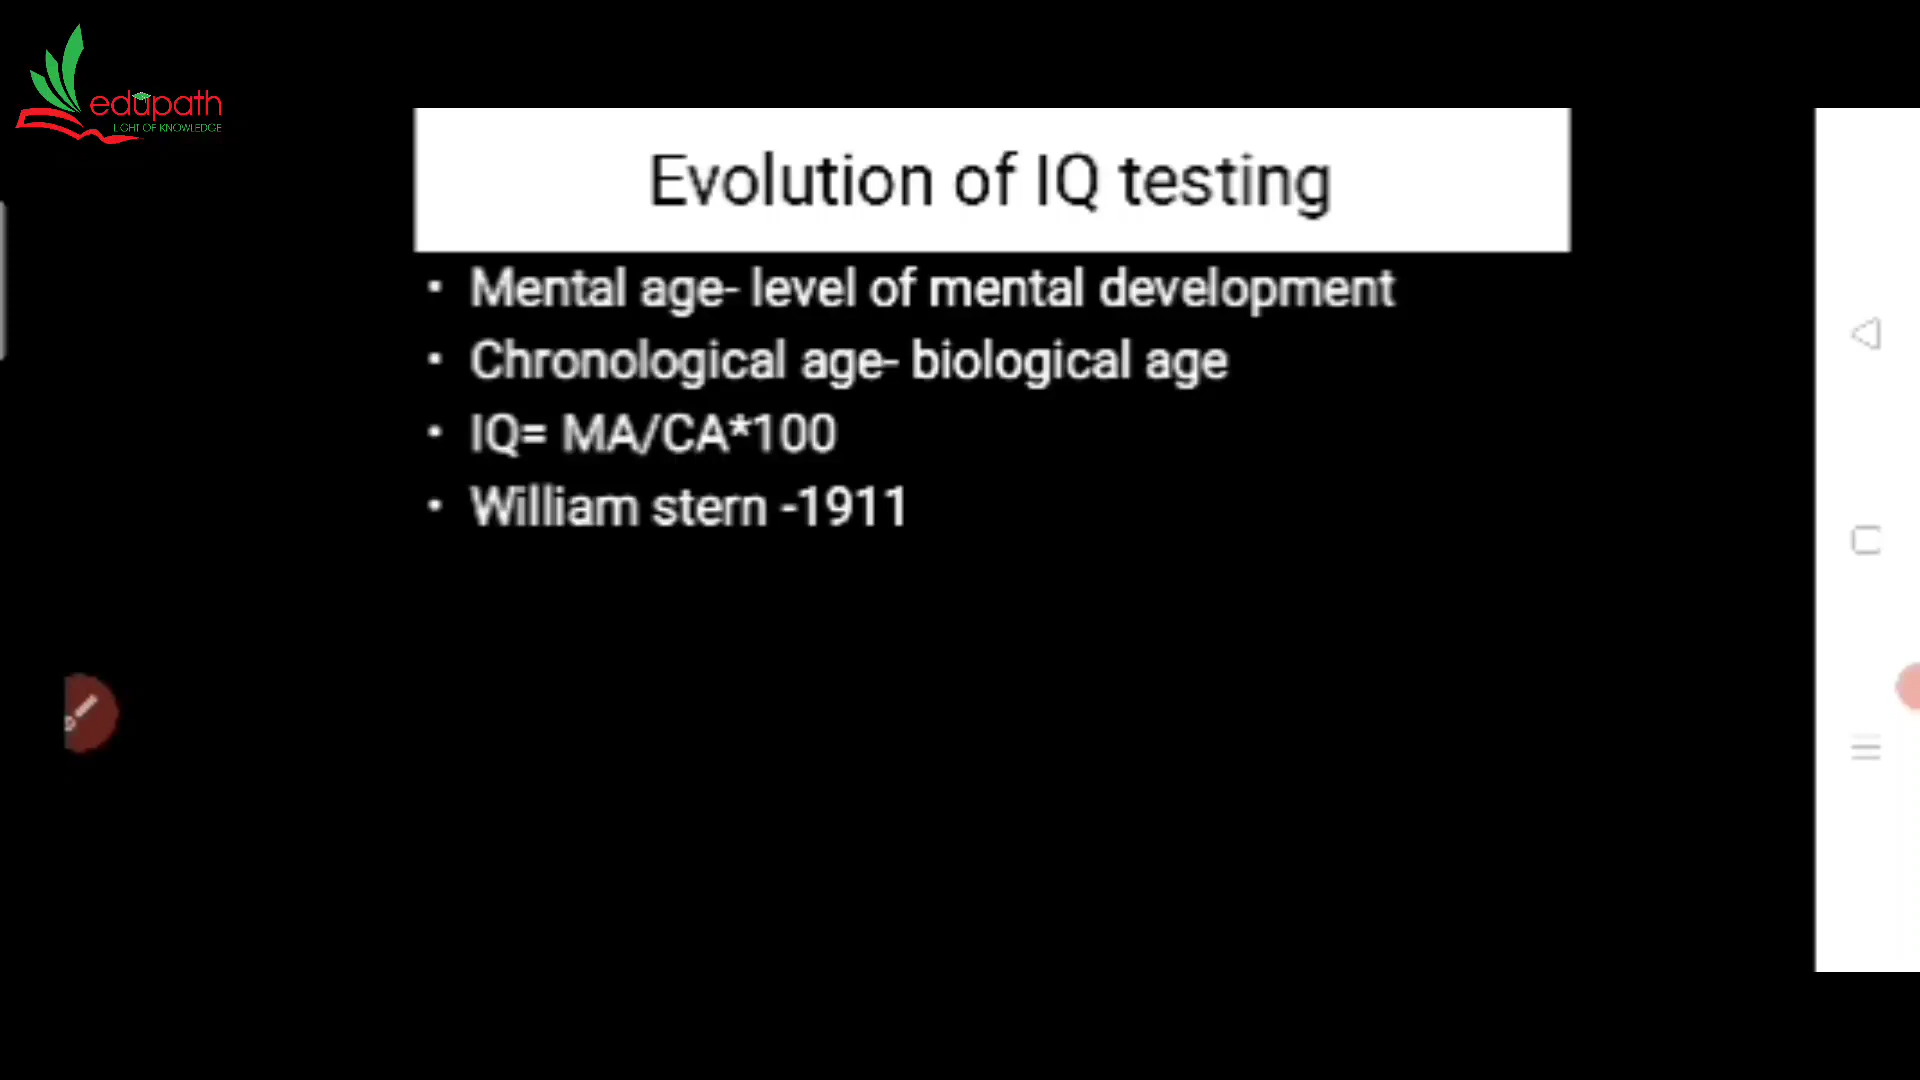 edupath
LIGHT OF KNOWLEDGE
Evolution of IQ testing
• Mental age- level of mental development
• Chronological age- biological age
• IQ= MA/CA*100
• William stern -1911